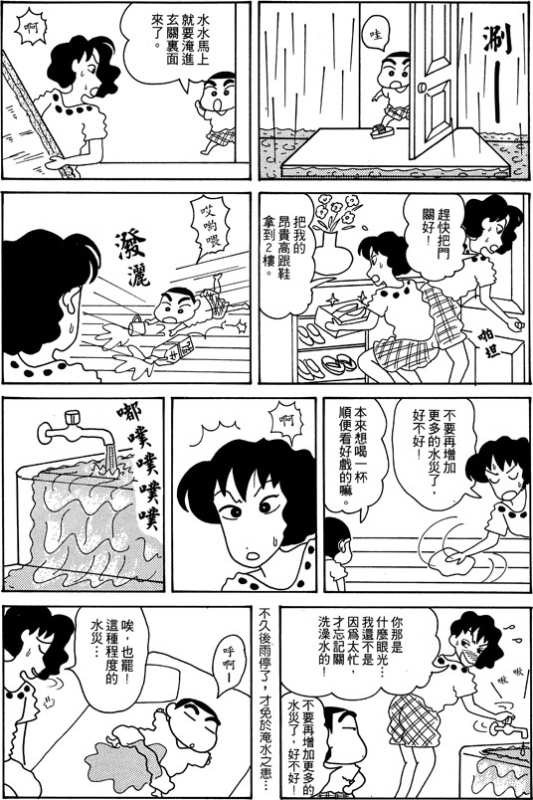 唰——
哇
水水馬上
就要淹進
玄關裏面
來了。
啊
趕快把門
關好！
啪坦
把我的
昂貴高跟鞋
拿到2樓。
哎喲喂
潑灑
不要再增加
更多的水災了，
好不好！
本來想喝一杯
順便看好戲的嘛。
啊
嘟噗噗噗噗
你那是
什麼眼光…
我還不是
因為太忙，
才忘記關
洗澡水的！
啾
啾
不要再增加更多的
水災了，好不好！
不久後雨停了，才免於淹水之患…
呼啊—
唉，也罷！
這種程度的
水災…